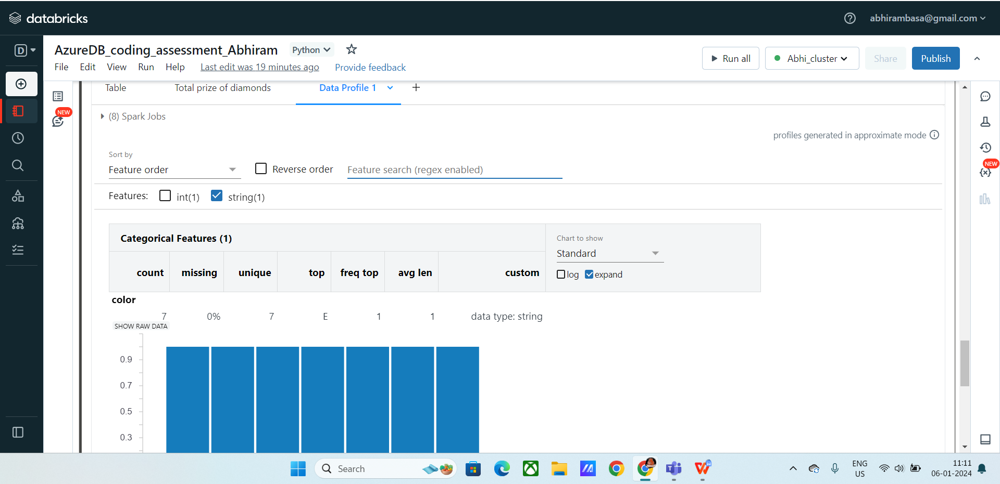 databricks
abhirambasa@gmail.com
D
AzureDB_coding_assessment_Abhiram
Python
File Edit View Run Help Last edit was 19 minutes ago Provide feedback
Run all
Abhi_cluster
Share
Publish
NEW
NEW
Table Total prize of diamonds Data Profile 1 +
(8) Spark Jobs
profiles generated in approximate mode
Sort by
Feature order
Reverse order
Feature search (regex enabled)
Features: int(1) string(1)
Categorical Features (1)
Chart to show
Standard
log expand
count missing unique top freq top avg len custom
color
7 0% 7 E 1 1 data type: string
SHOW RAW DATA
0.9
0.7
0.5
0.3
Search
ENG
US
11:11
06-01-2024